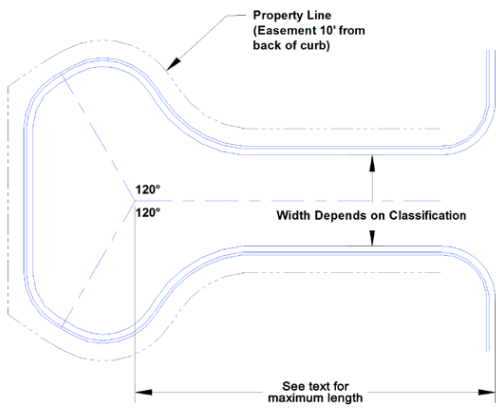 Property Line
(Easement 10' from
back of curb)
120°
120°
Width Depends on Classification
See text for
maximum length